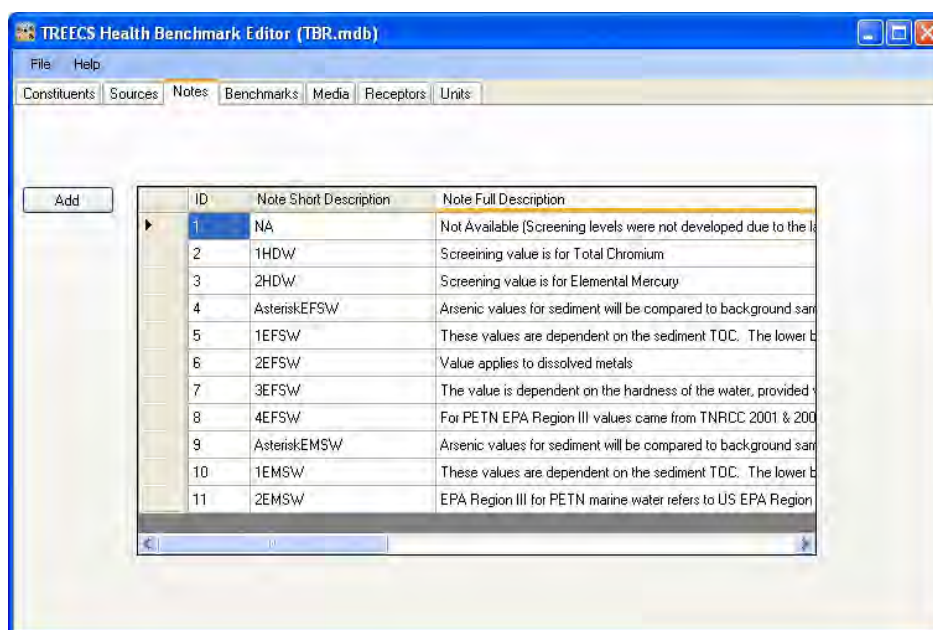 TREECS Health Benchmark Editor (TBR.mdb)
File Help
Constituents Sources Notes Benchmarks Media Receptors Units
Add
ID Note Short Description Note Full Description
1 NA Not Available (Screening levels were not developed due to the la
2 1HDW Screeining value is for Total Chromium
3 2HDW Screening value is for Elemental Mercury
4 AsteriskEFSW Arsenic values for sediment will be compared to background sam
5 1EFSW These values are dependent on the sediment TOC. The lower b
6 2EFSW Value applies to dissolved metals
7 3EFSW The value is dependent on the hardness of the water, provided v
8 4EFSW For PETN EPA Region III values came from TNRCC 2001 & 200
9 AsteriskEMSW Arsenic values for sediment will be compared to background sam
10 1EMSW These values are dependent on the sediment TOC. The lower b
11 2EMSW EPA Region III for PETN marine water refers to US EPA Region